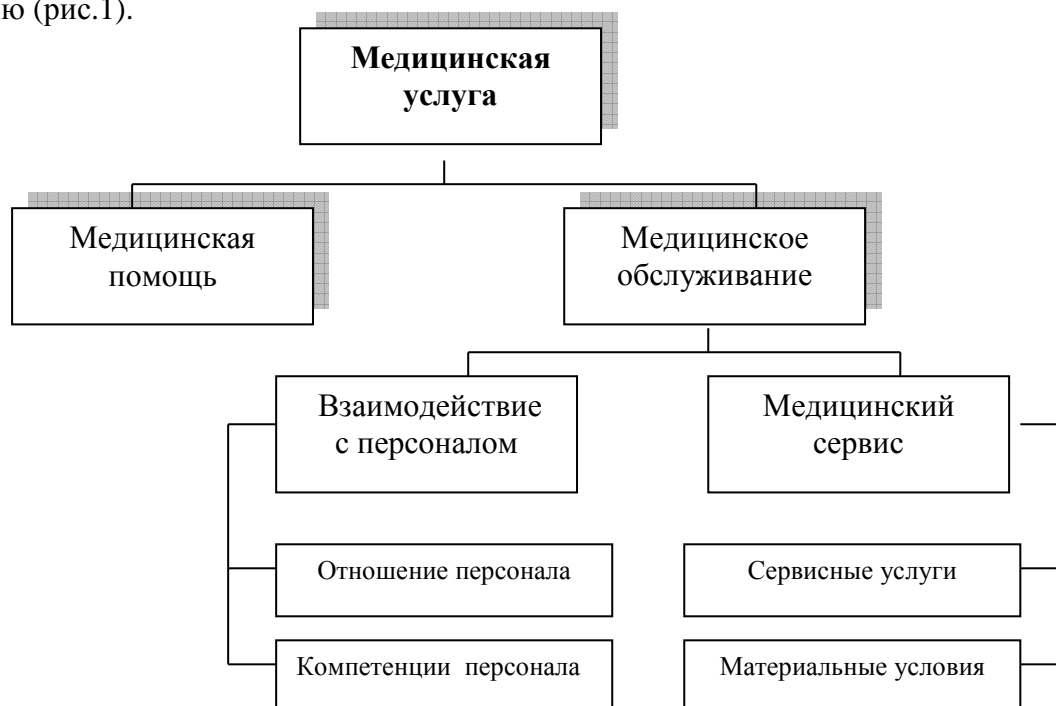 ю (рис.1).
Медицинская
услуга
Медицинская
помощь
Медицинское
обслуживание
Взаимодействие
с персоналом
Медицинский
сервис
Отношение персонала
Сервисные услуги
Компетенции персонала
Материальные условия